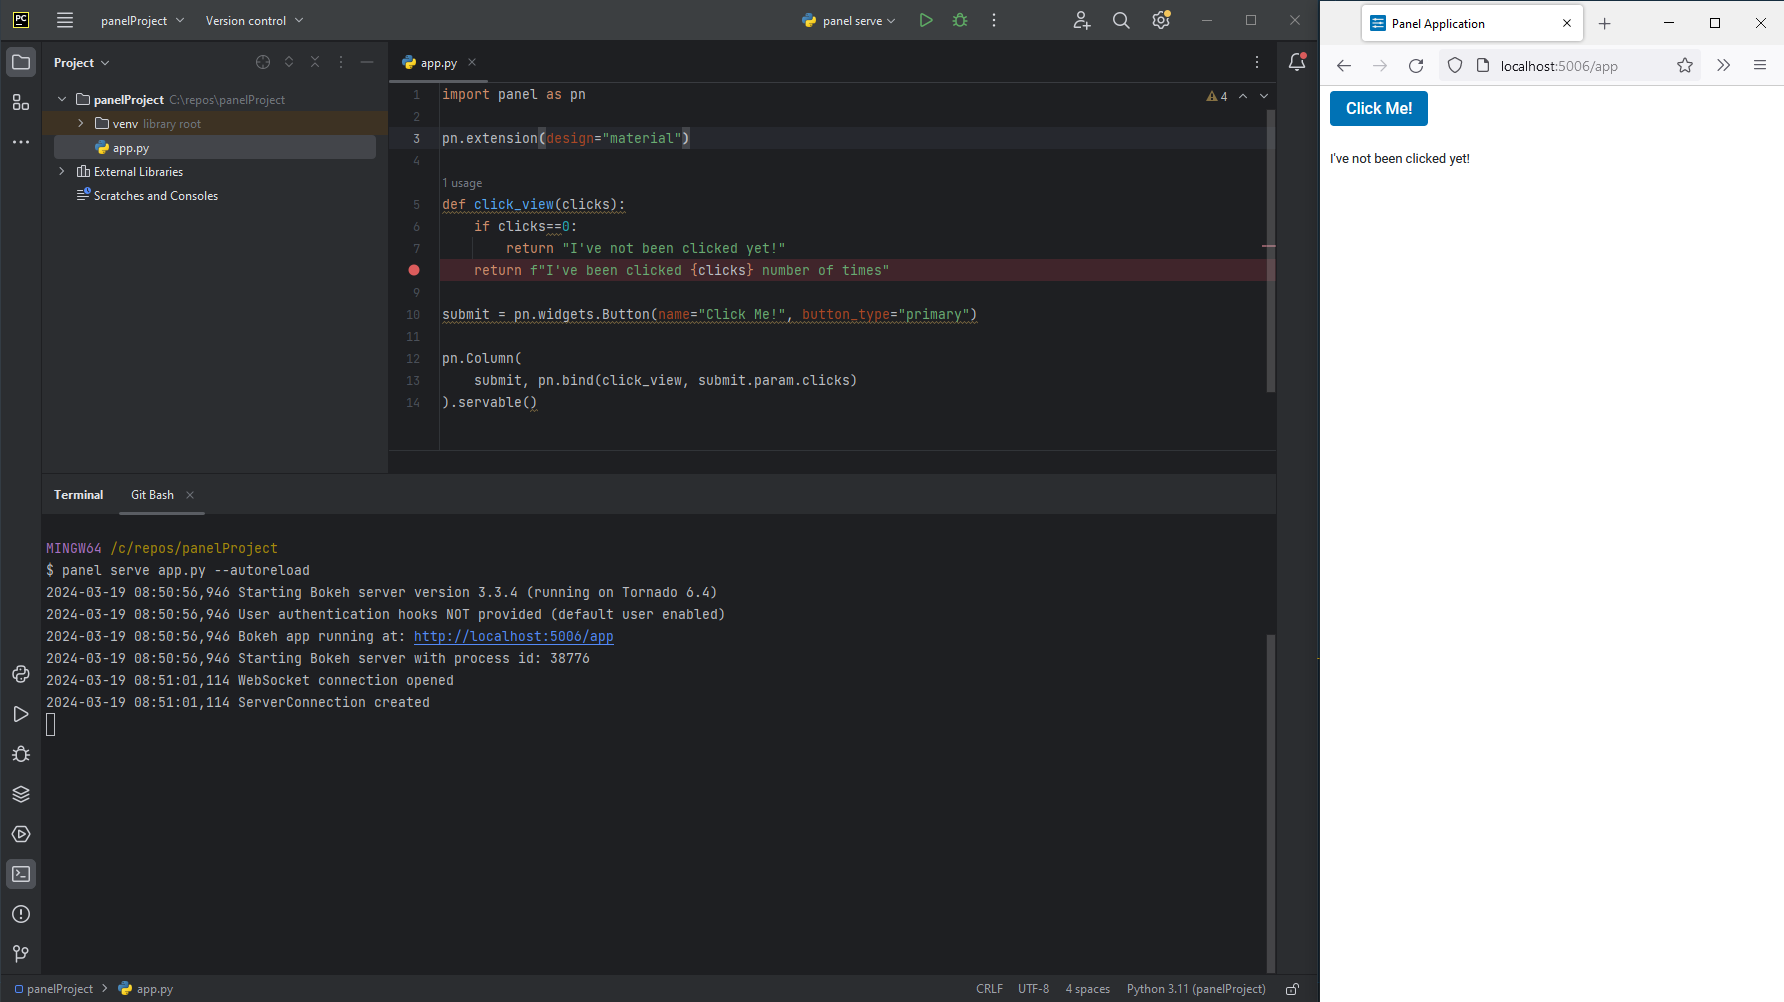 PC panelProject Version control panel serve
Project
panelProject C:\repos\panelProject
venv library root
app.py
External Libraries
Scratches and Consoles
app.py
4
1 import panel as pn
2
3 pn.extension(design="material")
4
1 usage
5 def click_view(clicks):
6 if clicks==0:
7 return "I've not been clicked yet!"
return f"I've been clicked {clicks} number of times"
9
10 submit = pn.widgets.Button(name="Click Me!", button_type="primary")
11
12 pn.Column(
13 submit, pn.bind(click_view, submit.param.clicks)
14 ).servable()
Terminal Git Bash
MINGW64 /c/repos/panelProject
$ panel serve app.py --autoreload
2024-03-19 08:50:56,946 Starting Bokeh server version 3.3.4 (running on Tornado 6.4)
2024-03-19 08:50:56,946 User authentication hooks NOT provided (default user enabled)
2024-03-19 08:50:56,946 Bokeh app running at: http://localhost:5006/app
2024-03-19 08:50:56,946 Starting Bokeh server with process id: 38776
2024-03-19 08:51:01,114 WebSocket connection opened
2024-03-19 08:51:01,114 ServerConnection created
panelProject app.py CRLF UTF-8 4 spaces Python 3.11 (panelProject)
Panel Application
localhost:5006/app
Click Me!
I've not been clicked yet!